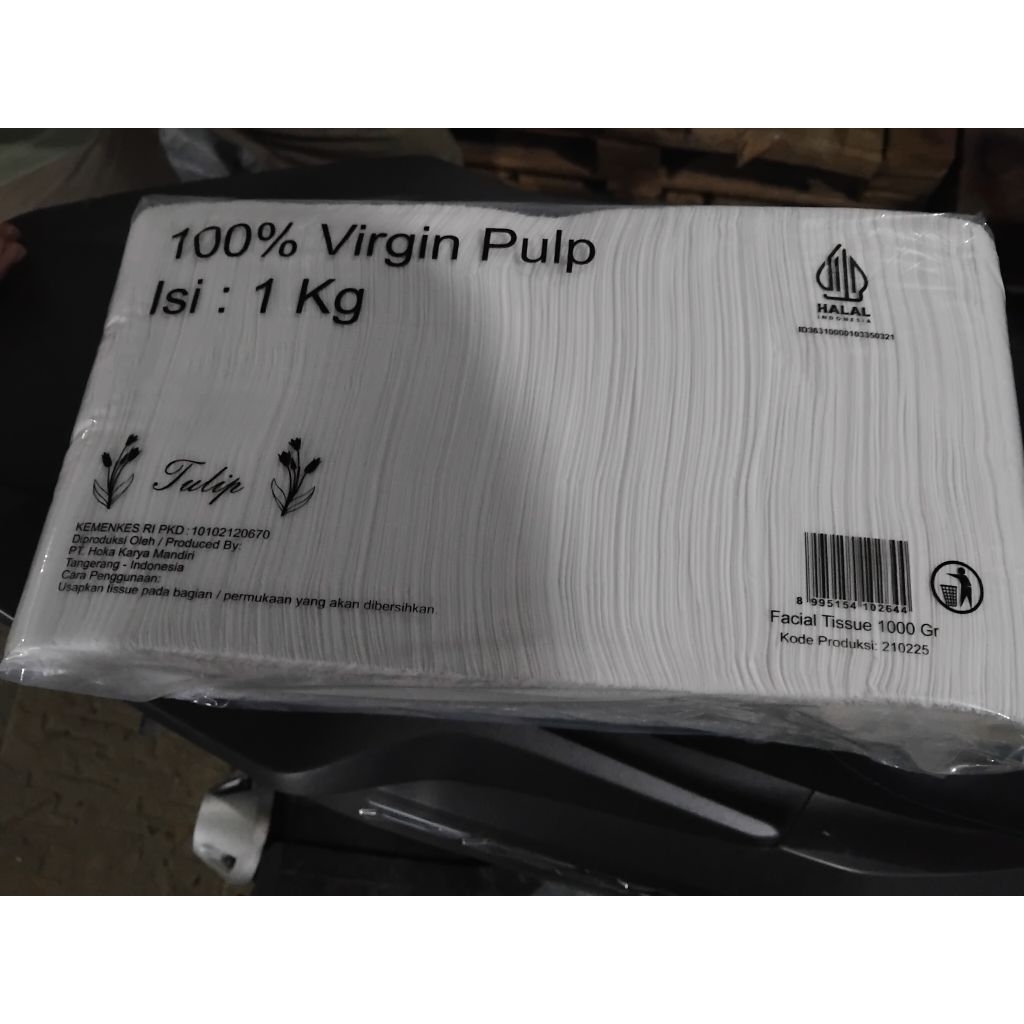 100% Virgin Pulp
Isi : 1 Kg
HALAL
INDONESIA
ID36310000103350321
Tulip
KEMENKES RI PKD : 10102120670
Diproduksi Oleh / Produced By:
PT. Hoka Karya Mandiri
Tangerang - Indonesia
Cara Penggunaan:
Usapkan tissue pada bagian / permukaan yang akan dibersihkan
8 995154 102644
Facial Tissue 1000 Gr
Kode Produksi: 210225